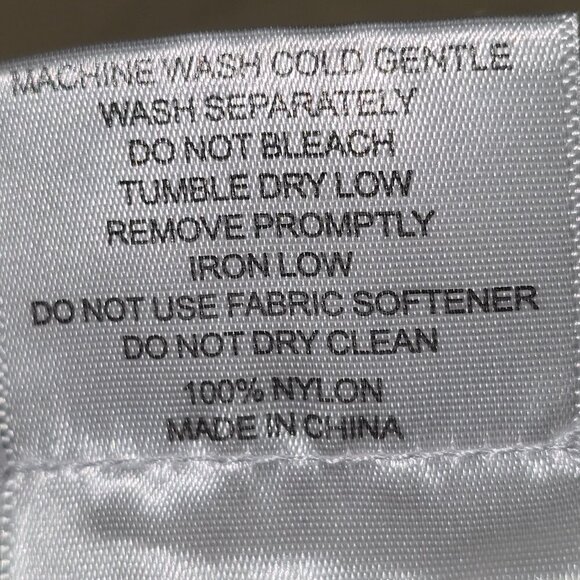 MACHINE WASH COLD GENTLE
WASH SEPARATELY
DO NOT BLEACH
TUMBLE DRY LOW
REMOVE PROMPTLY
IRON LOW
DO NOT USE FABRIC SOFTENER
DO NOT DRY CLEAN
100% NYLON
MADE IN CHINA